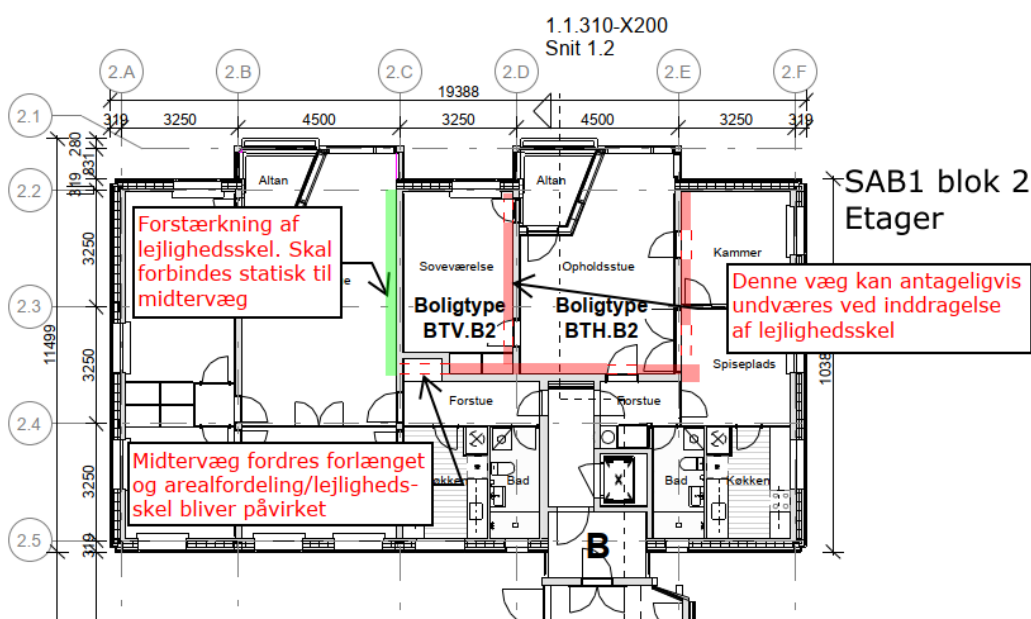 1.1.310-X200
Snit 1.2
2.A
2.B
2.C
2.D
2.E
2.F
19388
319
3250
4500
3250
4500
3250
319
2.1
2.2
2.3
2.4
2.5
280
831
319
3250
3250
3250
319
11499
SAB1 blok 2
Etager
Altan
Altan
Forstærkning af
lejlighedsskel. Skal
forbindes statisk til
midtervæg
Soveværelse
Opholdsstue
Kammer
Boligtype
BTV.B2
Boligtype
BTH.B2
Denne væg kan antageligvis
undværes ved inddragelse
af lejlighedsskel
Spiseplads
Forstue
Forstue
Midtervæg fordres forlænget
og arealfordeling/lejligheds-
skel bliver påvirket
Bad
Bad
Køkken
B